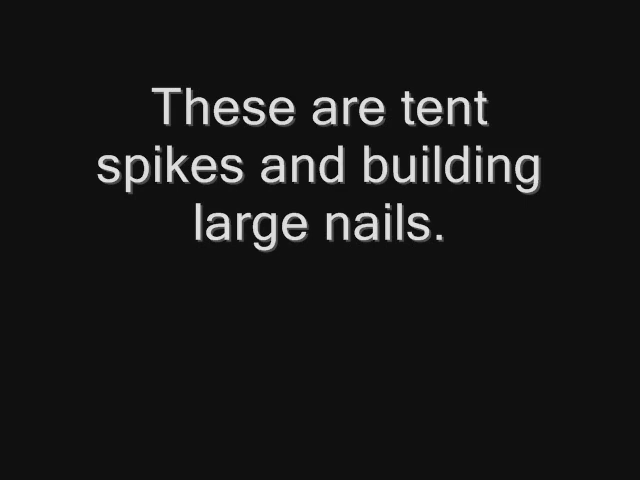 These are tent
spikes and building
large nails.